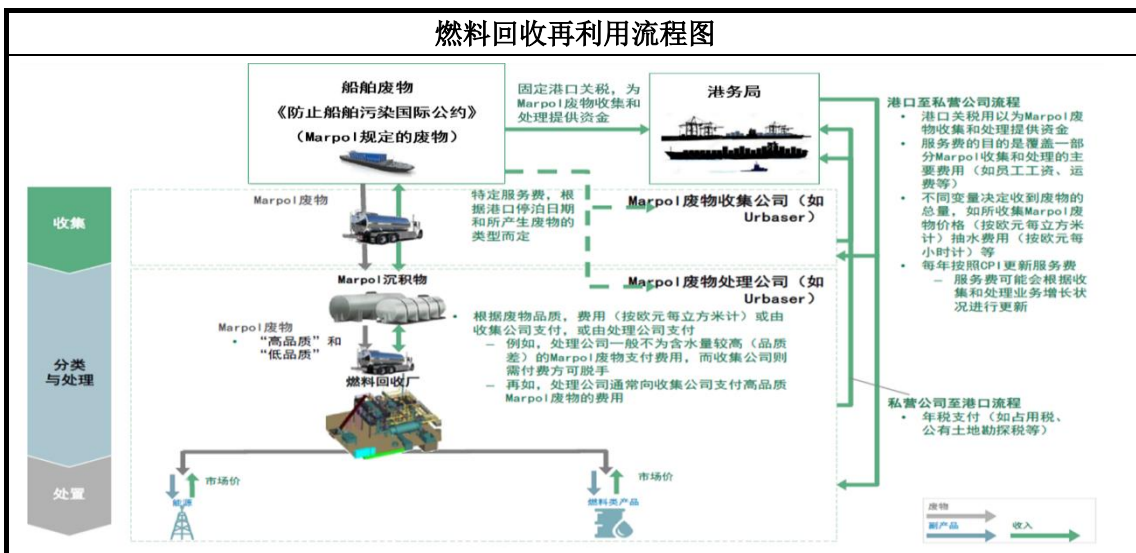 燃料回收再利用流程图
船舶废物
《防止船舶污染国际公约》
（Marpol规定的废物）
固定港口关税，为
Marpol废物收集和
处理提供资金
港务局
港口至私营公司流程
• 港口关税用以为Marpol废
物收集和处理提供资金
• 服务费的目的是覆盖一部
分Marpol收集和处理的主
要费用（如员工工资、运
费等）
• 不同变量决定收到废物的
总量，如所收集Marpol废
物价格（按欧元每立方米
计）抽水费用（按欧元每
小时计）等
• 每年按照CPI更新服务费
– 服务费可能会根据收
集和处理业务增长状
况进行更新
收集
Marpol废物
特定服务费，根
据港口停泊日期
和所产生废物的
类型而定
Marpol废物收集公司（如
Urbaser）
分类
与处理
Marpol沉积物
Marpol废物处理公司（如
Urbaser）
Marpol废物
• “高品质”和
“低品质”
• 根据废物品质，费用（按欧元每立方米计）或由
收集公司支付，或由处理公司支付
– 例如，处理公司一般不为含水量较高（品质
差）的Marpol废物支付费用，而收集公司则
需付费方可脱手
– 再如，处理公司通常向收集公司支付高品质
Marpol废物的费用
燃料回收厂
私营公司至港口流程
• 年税支付（如占用税、
公有土地勘探税等）
处置
市场价
能源
市场价
燃料类产品
废物
副产品
收入